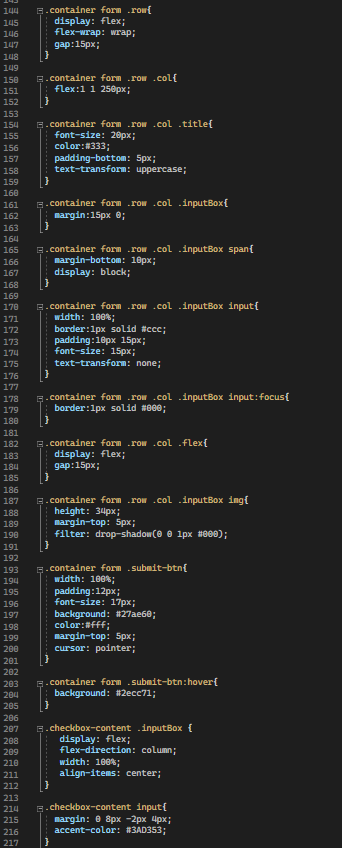 144 .container form .row{
145 display: flex;
146 flex-wrap: wrap;
147 gap:15px;
148 }
149
150 .container form .row .col{
151 flex:1 1 250px;
152 }
153
154 .container form .row .col .title{
155 font-size: 20px;
156 color:#333;
157 padding-bottom: 5px;
158 text-transform: uppercase;
159 }
160
161 .container form .row .col .inputBox{
162 margin:15px 0;
163 }
164
165 .container form .row .col .inputBox span{
166 margin-bottom: 10px;
167 display: block;
168 }
169
170 .container form .row .col .inputBox input{
171 width: 100%;
172 border:1px solid #ccc;
173 padding:10px 15px;
174 font-size: 15px;
175 text-transform: none;
176 }
177
178 .container form .row .col .inputBox input:focus{
179 border:1px solid #000;
180 }
181
182 .container form .row .col .flex{
183 display: flex;
184 gap:15px;
185 }
186
187 .container form .row .col .inputBox img{
188 height: 34px;
189 margin-top: 5px;
190 filter: drop-shadow(0 0 1px #000);
191 }
192
193 .container form .submit-btn{
194 width: 100%;
195 padding:12px;
196 font-size: 17px;
197 background: #27ae60;
198 color:#fff;
199 margin-top: 5px;
200 cursor: pointer;
201 }
202
203 .container form .submit-btn:hover{
204 background: #2ecc71;
205 }
206
207 .checkbox-content .inputBox {
208 display: flex;
209 flex-direction: column;
210 width: 100%;
211 align-items: center;
212 }
213
214 .checkbox-content input{
215 margin: 0 8px -2px 4px;
216 accent-color: #3AD353;
217 }